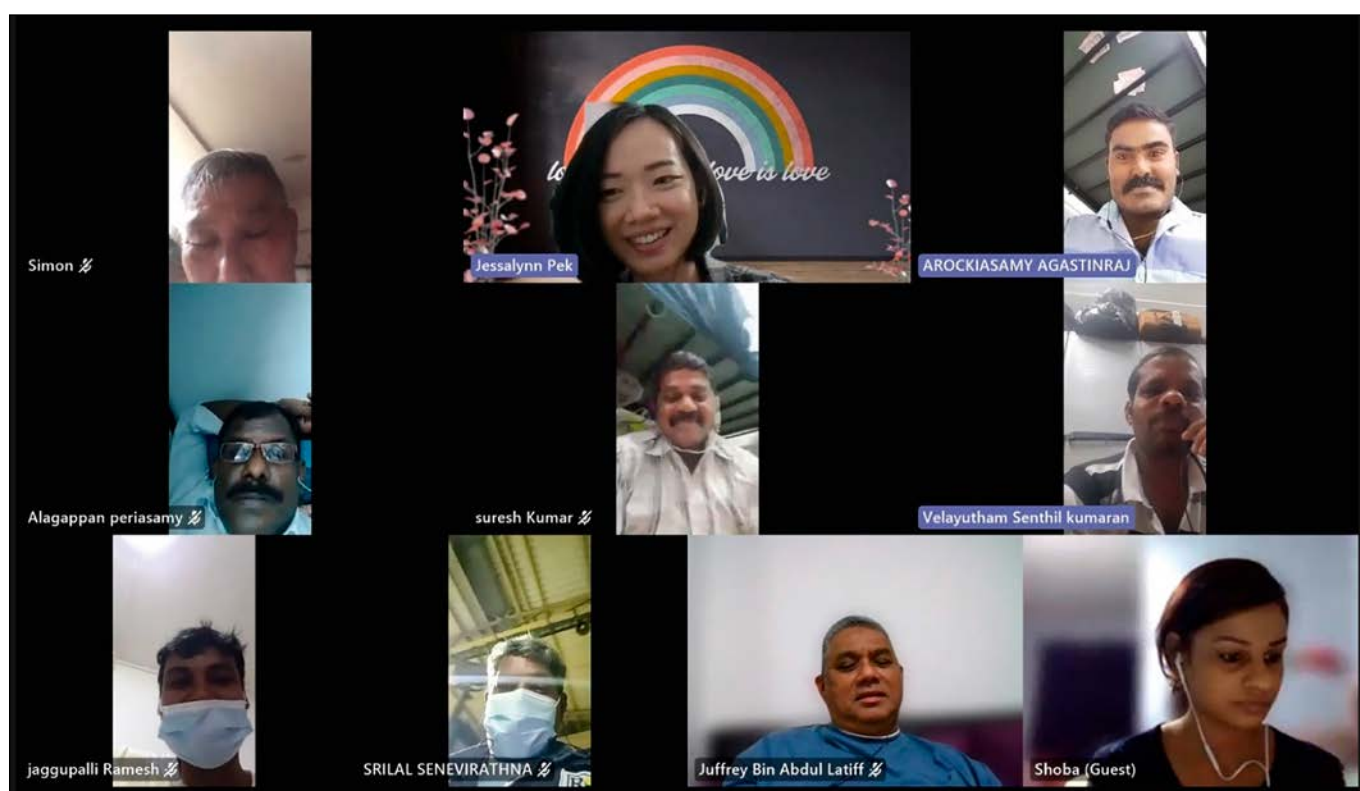 love is love
Simon
Jessalynn Pek
AROCKIASAMY AGASTINRAJ
Alagappan periasamy
suresh Kumar
Velayutham Senthil kumaran
jaggupalli Ramesh
SRILAL SENEVIRATHNA
Juffrey Bin Abdul Latiff
Shoba (Guest)